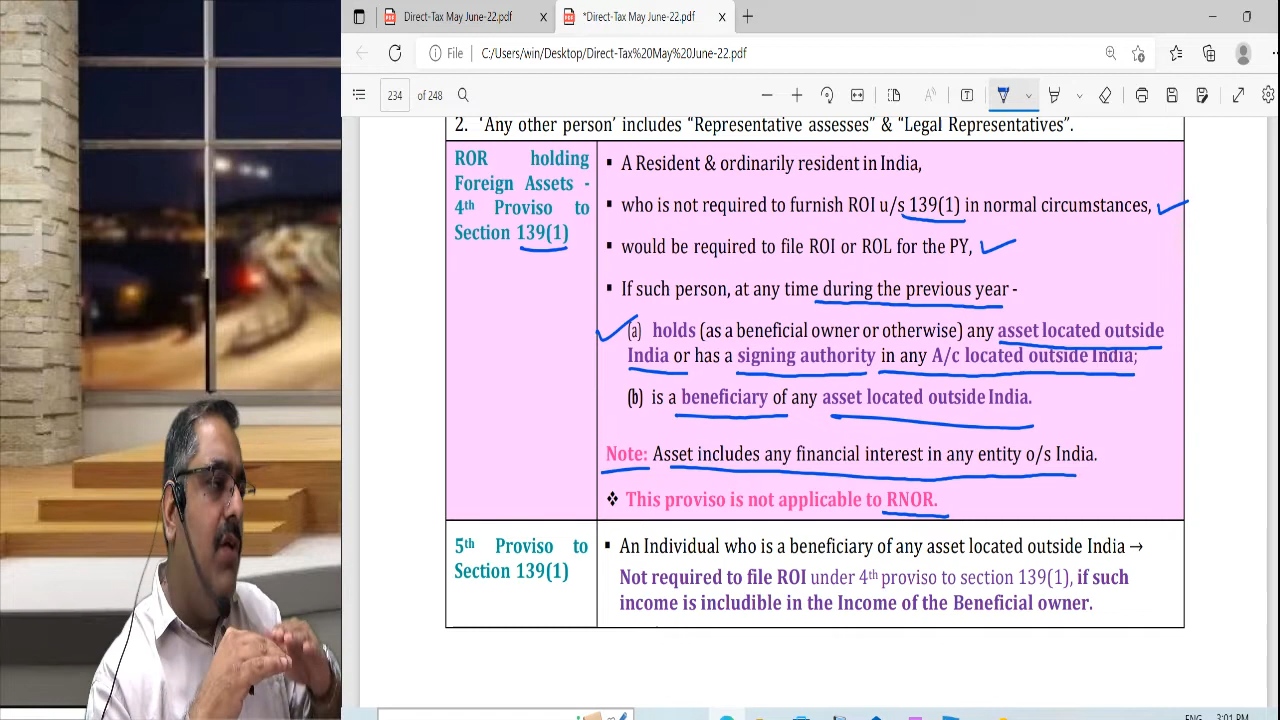 Direct-Tax May June-22.pdf
*Direct-Tax May June-22.pdf
File C:/Users/win/Desktop/Direct-Tax%20May%20June-22.pdf
234 of 248
2. 'Any other person' includes "Representative assesses" & "Legal Representatives".
ROR holding
Foreign Assets -
4th Proviso to
Section 139(1)
▪ A Resident & ordinarily resident in India,
▪ who is not required to furnish ROI u/s 139(1) in normal circumstances,
▪ would be required to file ROI or ROL for the PY,
▪ If such person, at any time during the previous year -
(a) holds (as a beneficial owner or otherwise) any asset located outside
India or has a signing authority in any A/c located outside India;
(b) is a beneficiary of any asset located outside India.
Note: Asset includes any financial interest in any entity o/s India.
❖ This proviso is not applicable to RNOR.
5th Proviso to
Section 139(1)
▪ An Individual who is a beneficiary of any asset located outside India →
Not required to file ROI under 4th proviso to section 139(1), if such
income is includible in the Income of the Beneficial owner.
ENG 3:01 PM